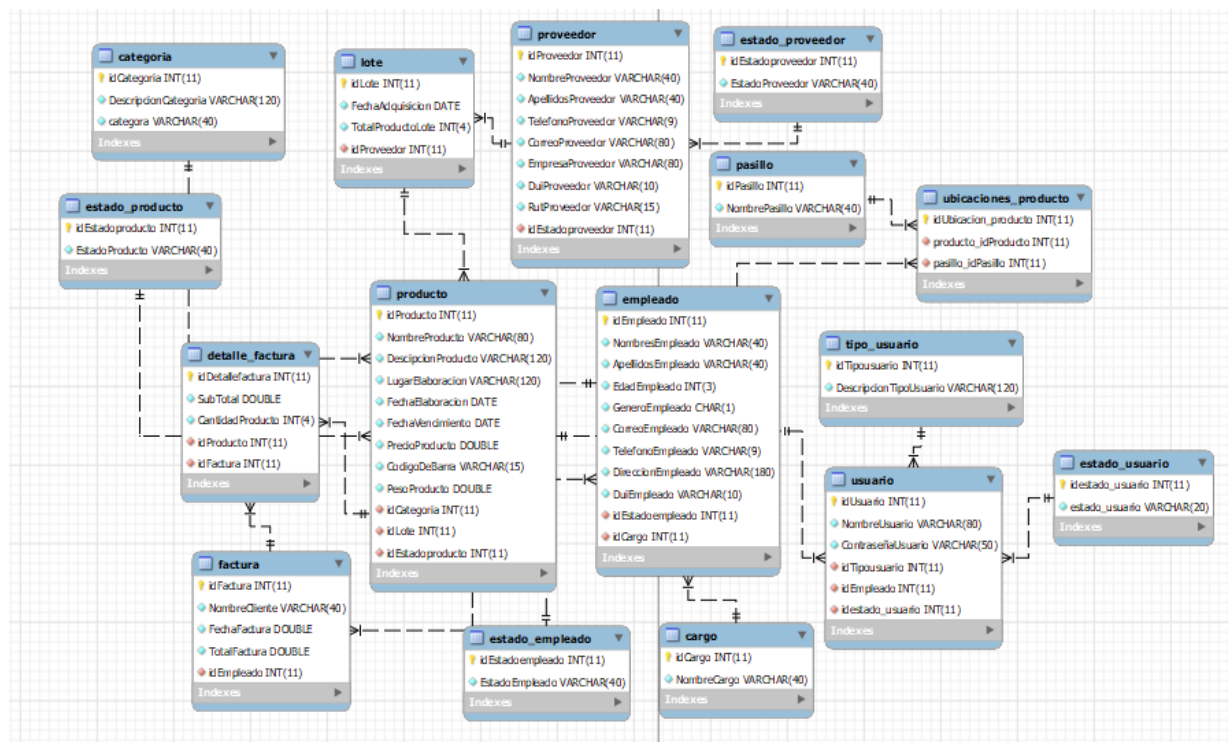 categoria
idCategoria INT(11)
DescripcionCategoria VARCHAR(120)
categora VARCHAR(40)
Indexes
lote
idLote INT(11)
FechaAdquisicion DATE
TotalProductoLote INT(4)
idProveedor INT(11)
Indexes
proveedor
idProveedor INT(11)
NombreProveedor VARCHAR(40)
ApellidosProveedor VARCHAR(40)
TelefonoProveedor VARCHAR(9)
CorreoProveedor VARCHAR(80)
EmpresaProveedor VARCHAR(80)
DuiProveedor VARCHAR(10)
RutProveedor VARCHAR(15)
idEstadoproveedor INT(11)
Indexes
estado_proveedor
idEstadoproveedor INT(11)
EstadoProveedor VARCHAR(40)
Indexes
pasillo
idPasillo INT(11)
NombrePasillo VARCHAR(40)
Indexes
ubicaciones_producto
idUbicacion_producto INT(11)
producto_idProducto INT(11)
pasillo_idPasillo INT(11)
Indexes
estado_producto
idEstadoproducto INT(11)
EstadoProducto VARCHAR(40)
Indexes
producto
idProducto INT(11)
NombreProducto VARCHAR(80)
DescipcionProducto VARCHAR(120)
LugarElaboracion VARCHAR(120)
FechaElaboracion DATE
FechaVencimiento DATE
PrecioProducto DOUBLE
CodigoDeBarra VARCHAR(15)
PesoProducto DOUBLE
idCategoria INT(11)
idLote INT(11)
idEstadoproducto INT(11)
Indexes
empleado
idEmpleado INT(11)
NombresEmpleado VARCHAR(40)
ApellidosEmpleado VARCHAR(40)
EdadEmpleado INT(3)
GeneroEmpleado CHAR(1)
CorreoEmpleado VARCHAR(80)
TelefonoEmpleado VARCHAR(9)
DireccionEmpleado VARCHAR(180)
DuiEmpleado VARCHAR(10)
idEstadoempleado INT(11)
idCargo INT(11)
Indexes
detalle_factura
idDetallefactura INT(11)
SubTotal DOUBLE
CantidadProducto INT(4)
idProducto INT(11)
idFactura INT(11)
Indexes
tipo_usuario
idTipousuario INT(11)
DescripcionTipoUsuario VARCHAR(120)
Indexes
usuario
idUsuario INT(11)
NombreUsuario VARCHAR(80)
ContraseñaUsuario VARCHAR(50)
idTipousuario INT(11)
idEmpleado INT(11)
idestado_usuario INT(11)
Indexes
estado_usuario
idestado_usuario INT(11)
estado_usuario VARCHAR(20)
Indexes
factura
idFactura INT(11)
NombreCliente VARCHAR(40)
FechaFactura DOUBLE
TotalFactura DOUBLE
idEmpleado INT(11)
Indexes
estado_empleado
idEstadoempleado INT(11)
EstadoEmpleado VARCHAR(40)
Indexes
cargo
idCargo INT(11)
NombreCargo VARCHAR(40)
Indexes